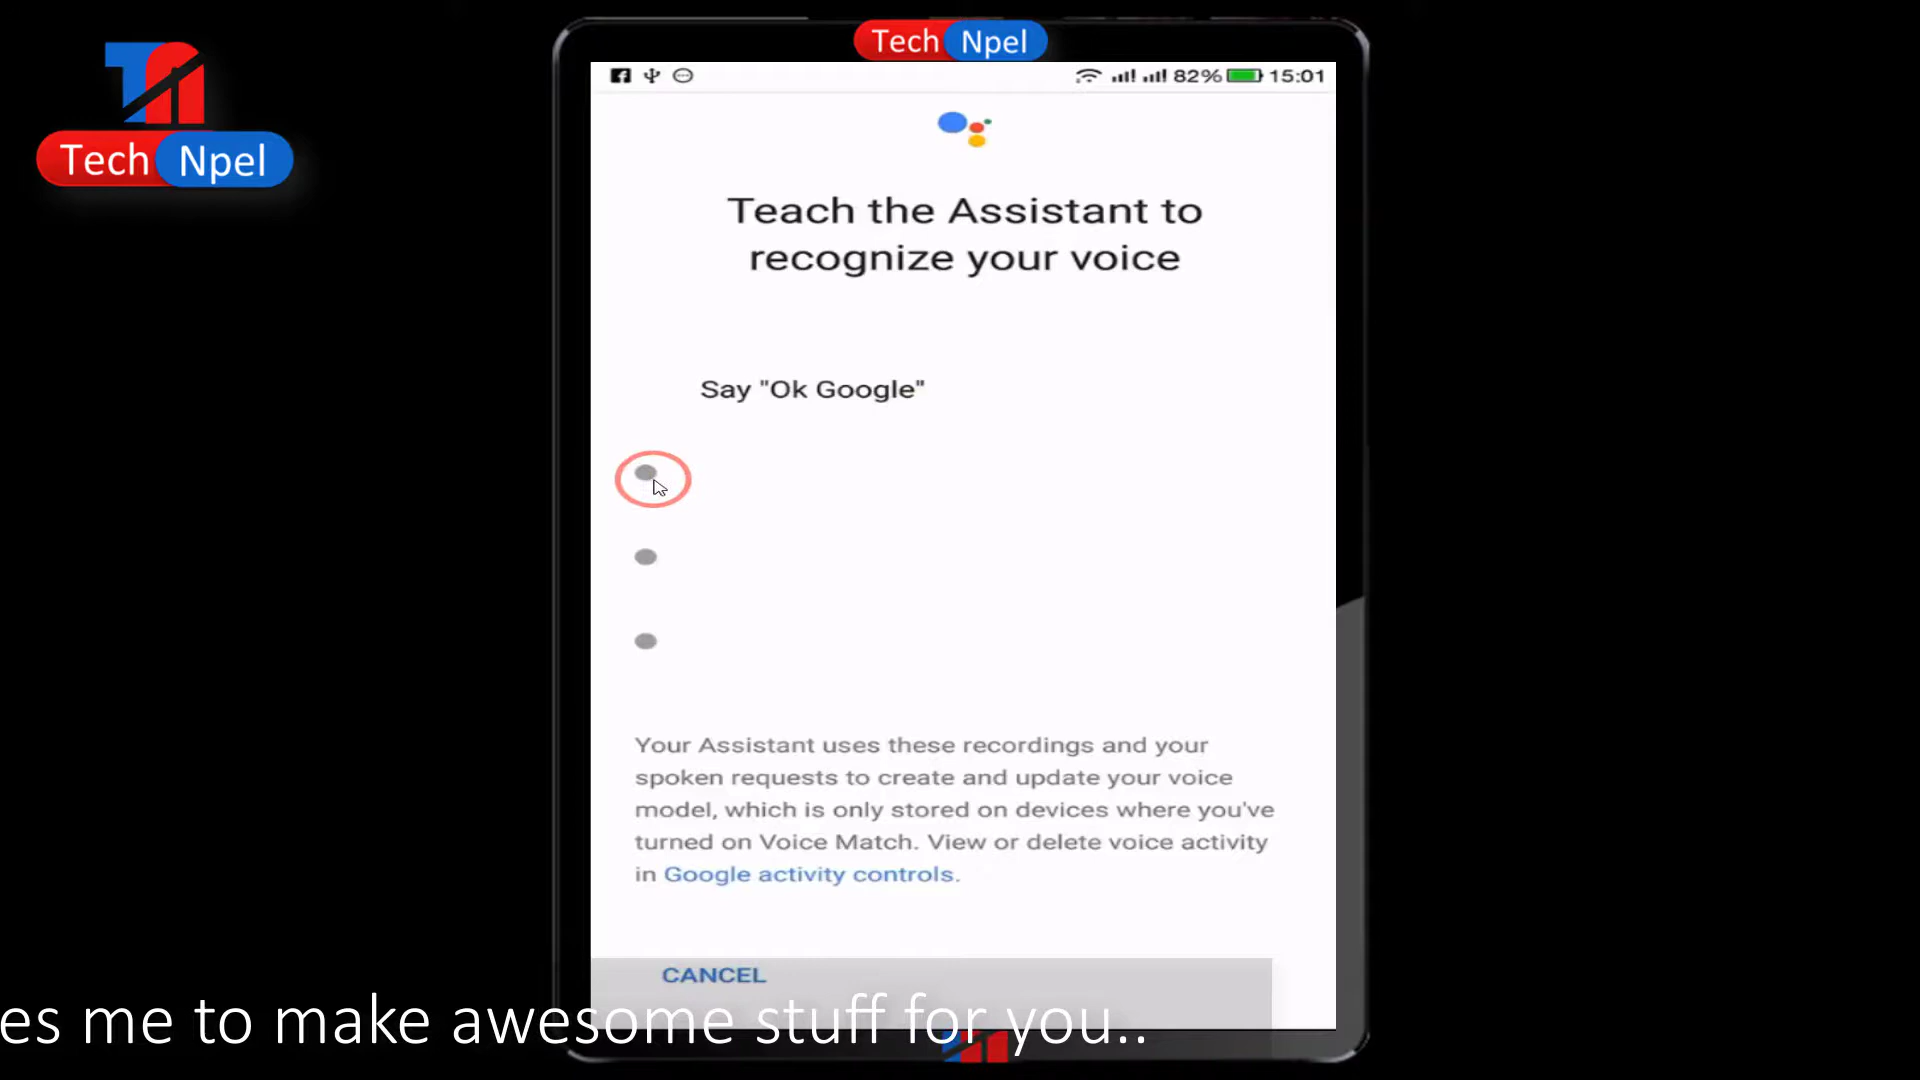 Tech Npel
82% 15:01
Tech Npel
Teach the Assistant to
recognize your voice
Say "Ok Google"
Your Assistant uses these recordings and your
spoken requests to create and update your voice
model, which is only stored on devices where you've
turned on Voice Match. View or delete voice activity
in Google activity controls.
CANCEL
es me to make awesome stuff for you..